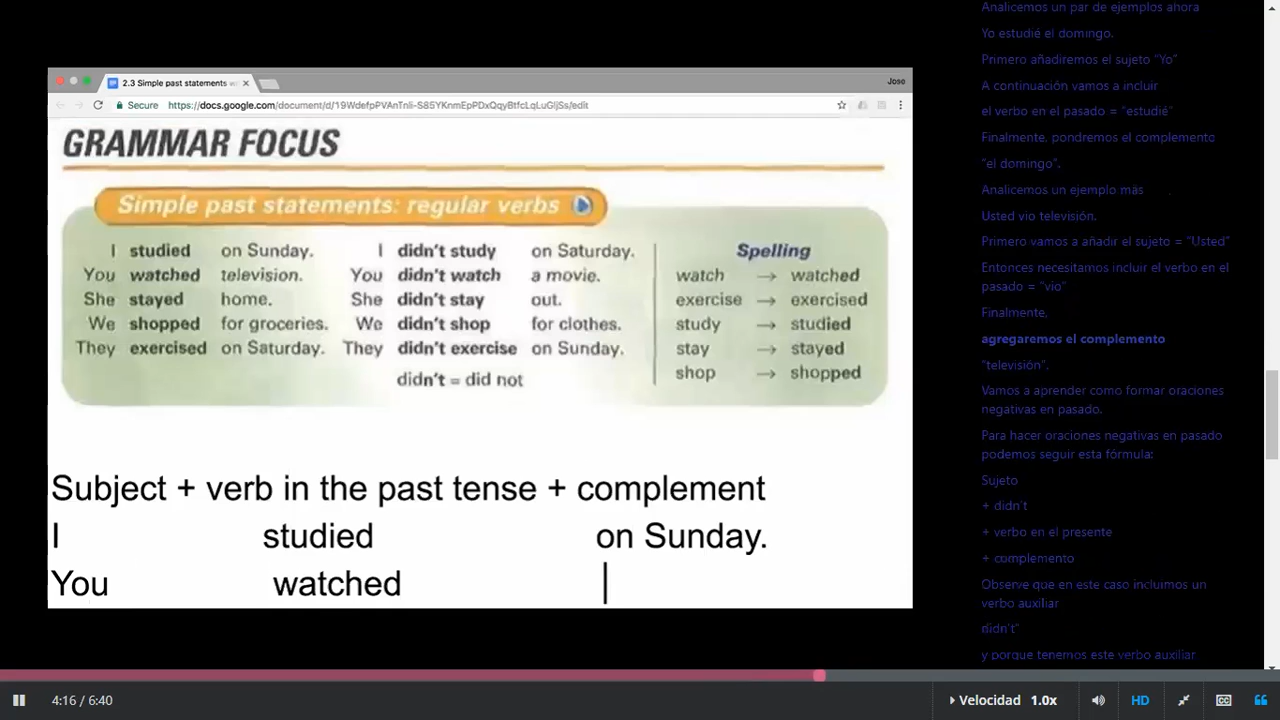 2.3 Simple past statements w
Jose
Secure https://docs.google.com/document/d/19WdefpPVAnTnli-S85YKnmEpPDxQqyBtfcLqLuGljSs/edit
GRAMMAR FOCUS
Simple past statements: regular verbs
I studied on Sunday. I didn't study on Saturday. Spelling
You watched television. You didn't watch a movie. watch → watched
She stayed home. She didn't stay out. exercise → exercised
We shopped for groceries. We didn't shop for clothes. study → studied
They exercised on Saturday. They didn't exercise on Sunday. stay → stayed
didn't = did not shop → shopped
Subject + verb in the past tense + complement
I studied on Sunday.
You watched
Analicemos un par de ejemplos ahora
Yo estudié el domingo.
Primero añadiremos el sujeto “Yo”
A continuación vamos a incluir
el verbo en el pasado = “estudié”
Finalmente, pondremos el complemento
“el domingo”.
Analicemos un ejemplo más .
Usted vio televisión.
Primero vamos a añadir el sujeto = “Usted”
Entonces necesitamos incluir el verbo en el
pasado = “vio”
Finalmente,
agregaremos el complemento
“televisión”.
Vamos a aprender como formar oraciones
negativas en pasado.
Para hacer oraciones negativas en pasado
podemos seguir esta fórmula:
Sujeto
+ didn't
+ verbo en el presente
+ complemento
Observe que en este caso incluimos un
verbo auxiliar
didn't”
y porque tenemos este verbo auxiliar
4:16 / 6:40
Velocidad 1.0x
HD
CC